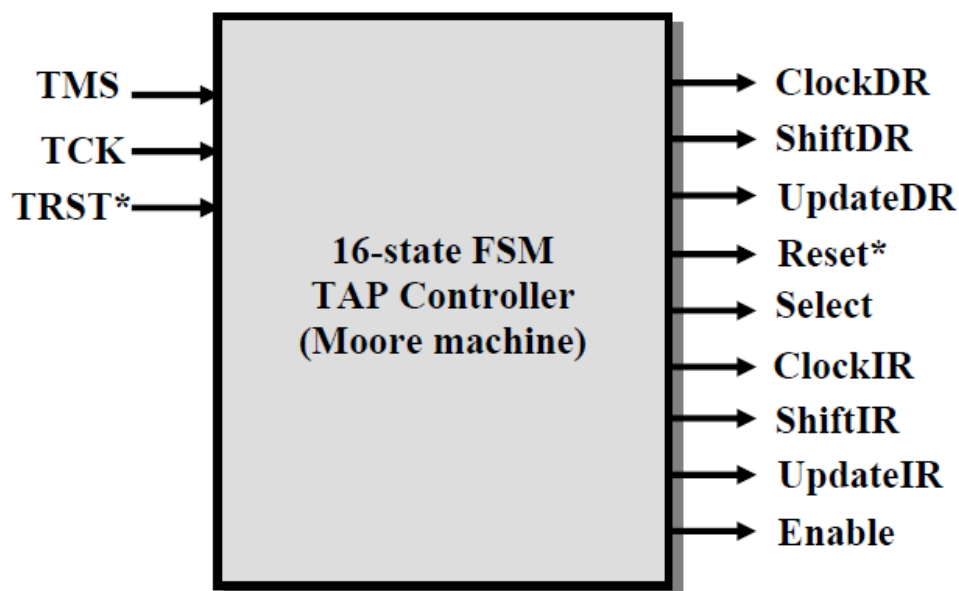 TMS
TCK
TRST*
16-state FSM
TAP Controller
(Moore machine)
ClockDR
ShiftDR
UpdateDR
Reset*
Select
ClockIR
ShiftIR
UpdateIR
Enable